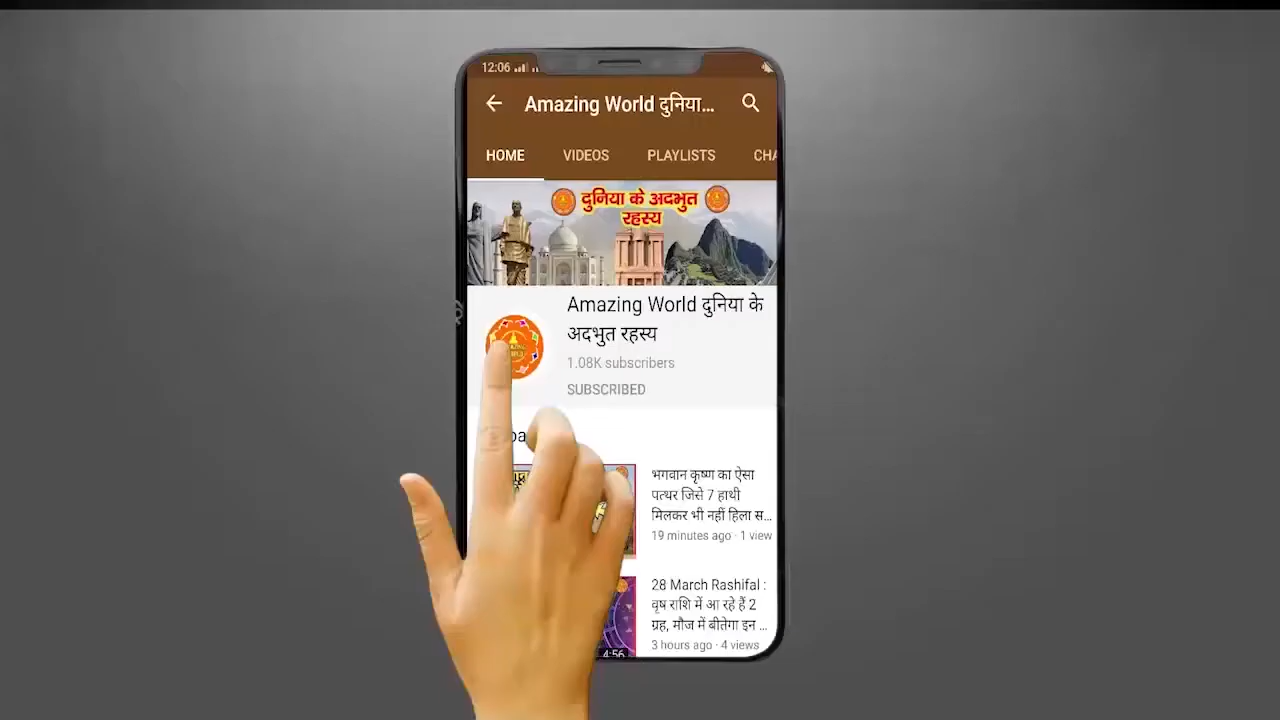 12:06
Amazing World दुनिया...
HOME VIDEOS PLAYLISTS CHA
दुनिया के अदभुत
रहस्य
Amazing World दुनिया के
अदभुत रहस्य
1.08K subscribers
SUBSCRIBED
भगवान कृष्ण का ऐसा
पत्थर जिसे 7 हाथी
मिलकर भी नहीं हिला स...
19 minutes ago · 1 view
28 March Rashifal :
वृष राशि में आ रहे हैं 2
ग्रह, मौज में बीतेगा इन ...
3 hours ago · 4 views
4:56